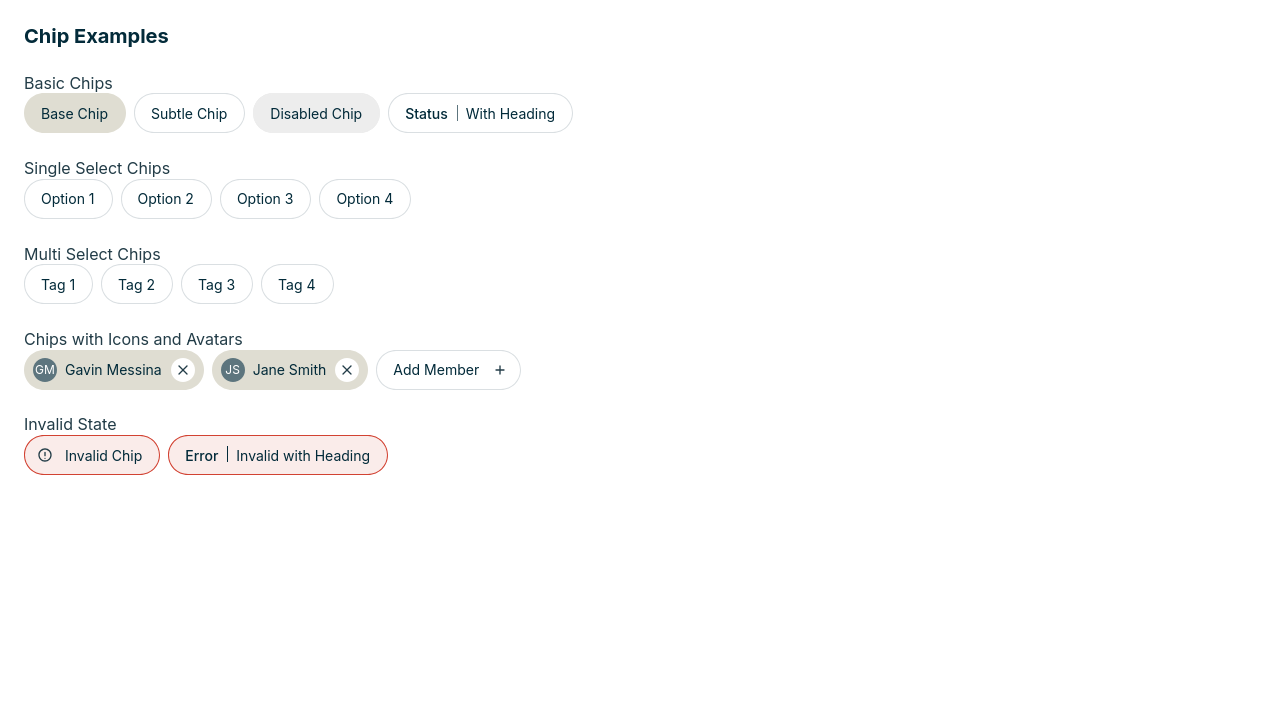 Chip Examples
Basic Chips
Base Chip Subtle Chip Disabled Chip Status With Heading
Single Select Chips
Option 1 Option 2 Option 3 Option 4
Multi Select Chips
Tag 1 Tag 2 Tag 3 Tag 4
Chips with Icons and Avatars
GM Gavin Messina JS Jane Smith Add Member
Invalid State
Invalid Chip Error Invalid with Heading